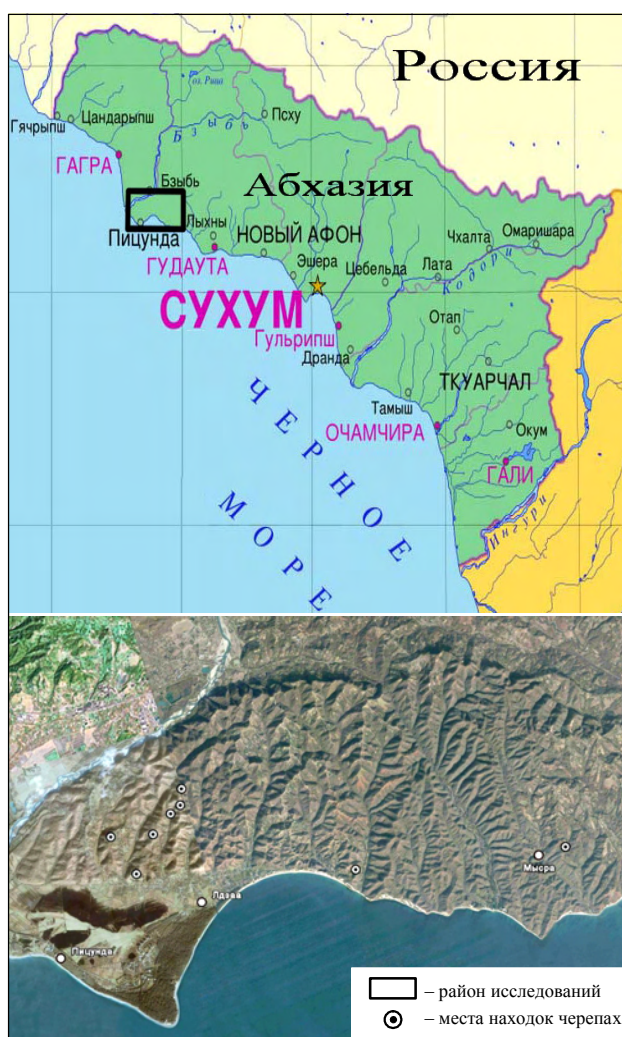 Россия
оз. Рица
Псху
Гячрыпш
Цандарыпш
Бзыбь
ГАГРА
Бзыбь
Абхазия
Лыхны
Пицунда
НОВЫЙ АФОН
Чхалта
Омаришара
ГУДАУТА
Эшера
Цебельда
Лата
Кодори
СУХУМ
Гульрипш
Отап
Дранда
ТКУАРЧАЛ
ЧЕРНОЕ
Тамыш
ОЧАМЧИРА
Окум
ГАЛИ
МОРЕ
Ингури
Мысра
Лдзаа
Пицунда
– район исследований
– места находок черепах